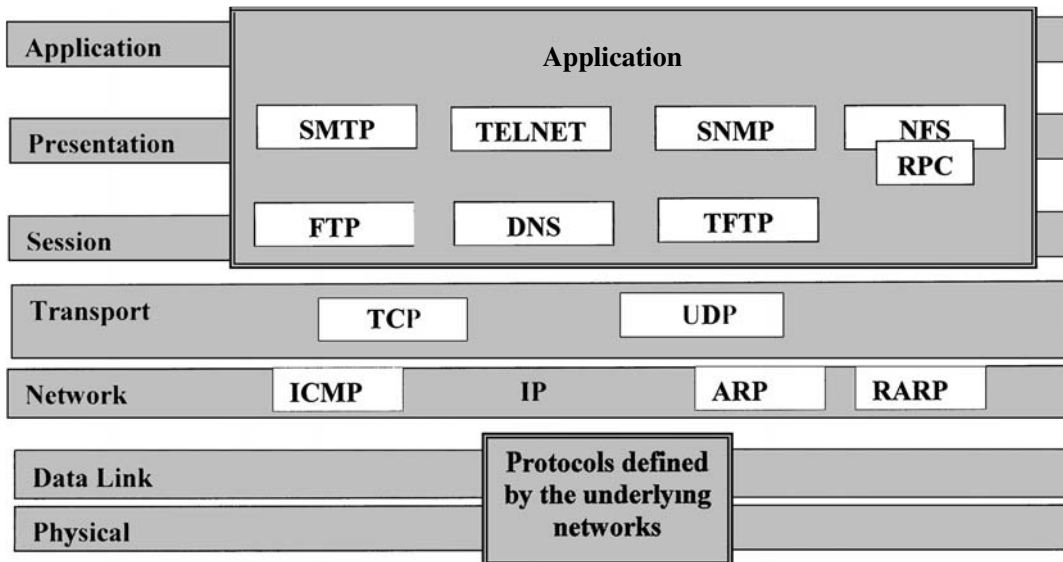 Application
Application
SMTP TELNET SNMP NFS
Presentation
RPC
FTP DNS TFTP
Session
Transport
TCP UDP
Network ICMP IP ARP RARP
Protocols defined
Data Link
by the underlying
networks
Physical